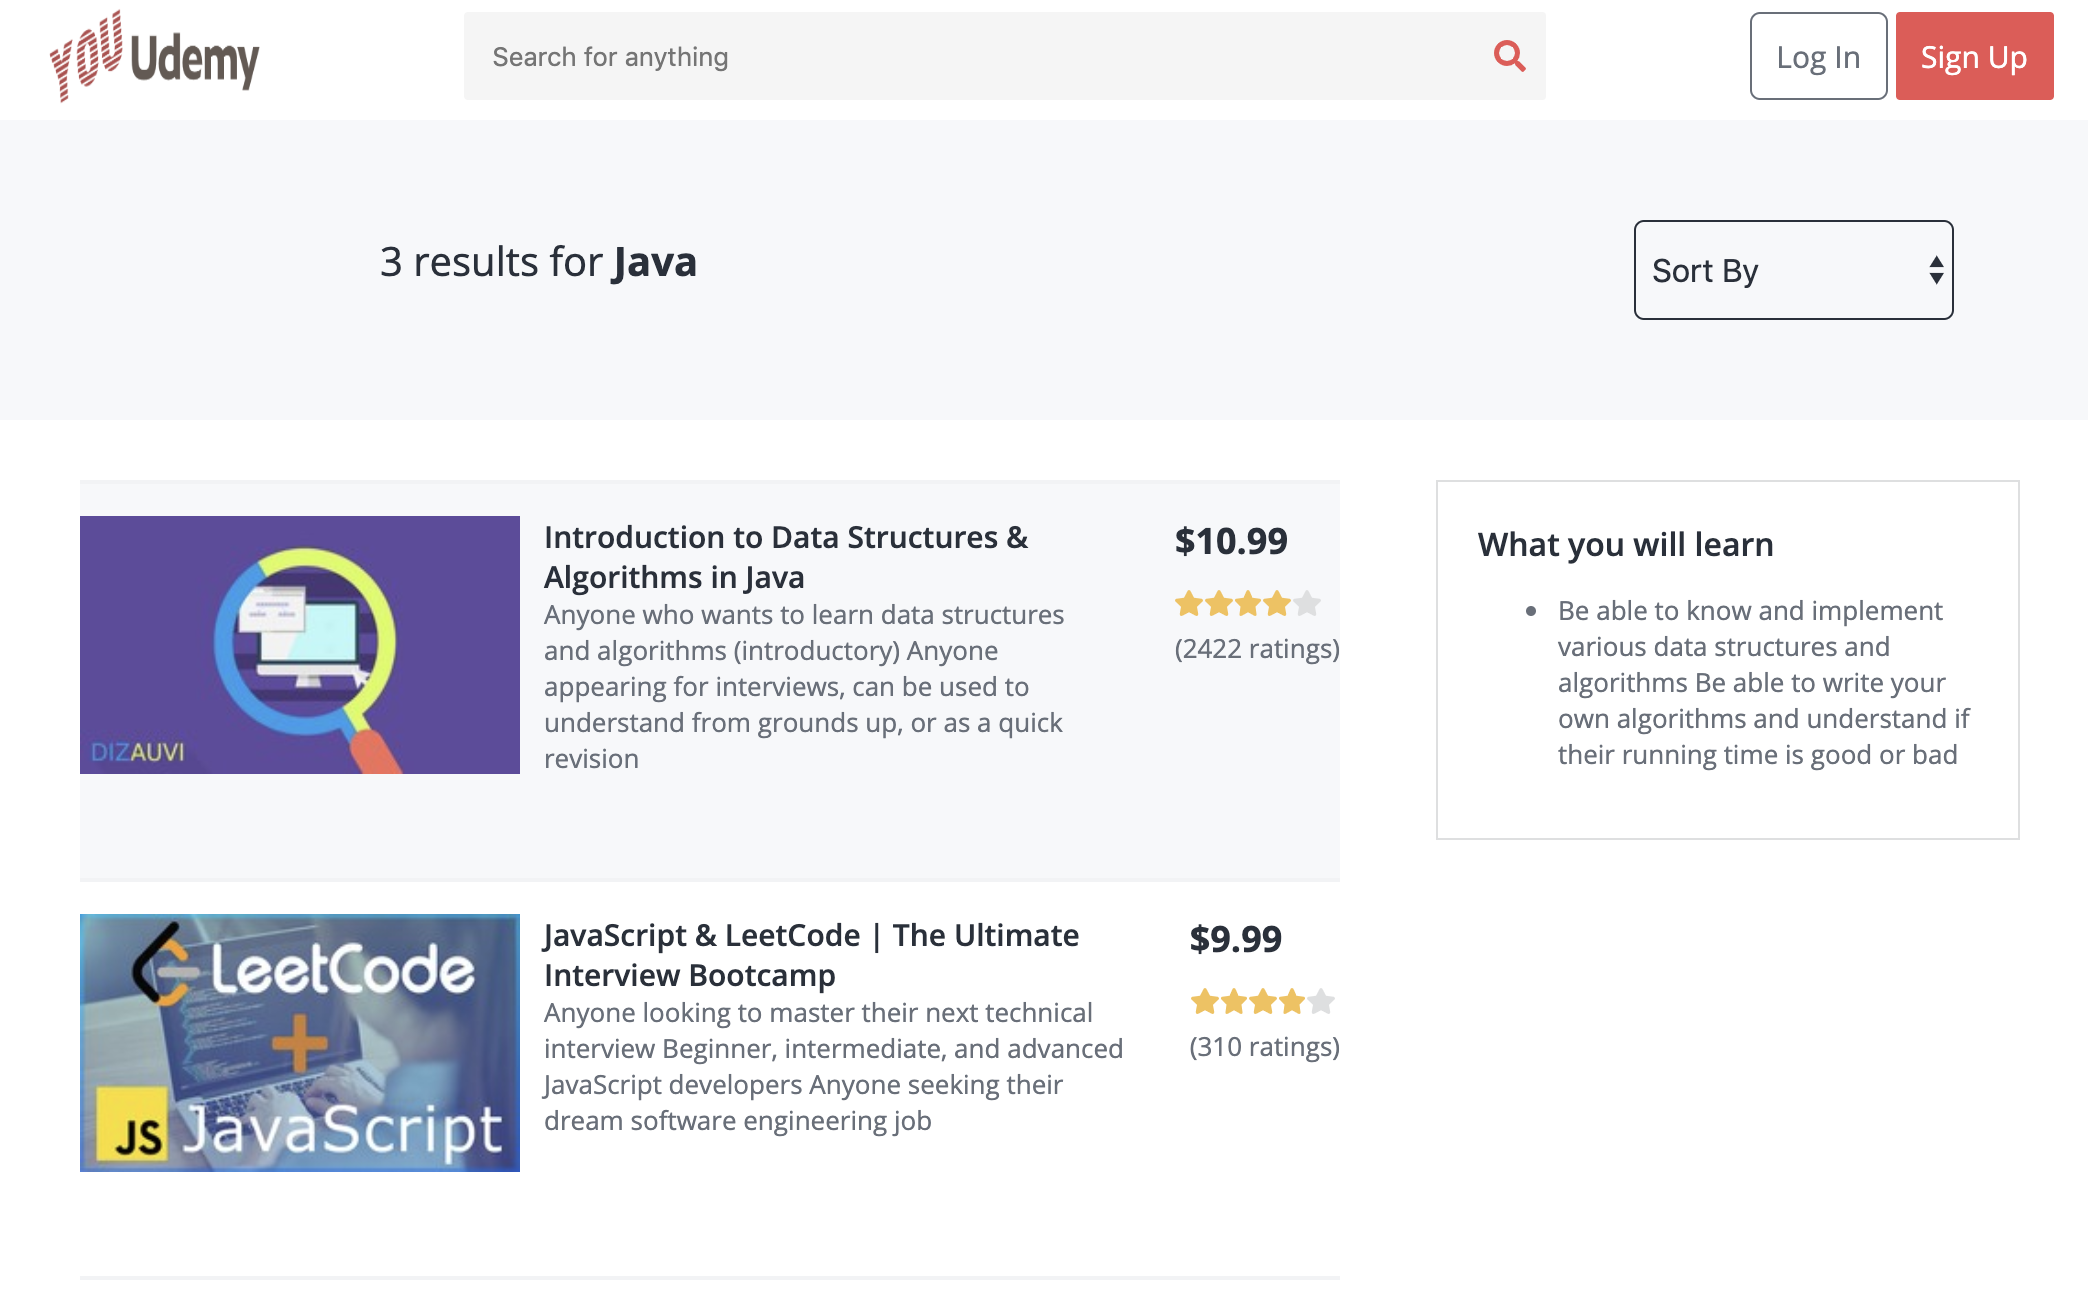 YOU Udemy
Search for anything
Log In
Sign Up
3 results for Java
Sort By
DIZAUVI
Introduction to Data Structures &
Algorithms in Java
Anyone who wants to learn data structures
and algorithms (introductory) Anyone
appearing for interviews, can be used to
understand from grounds up, or as a quick
revision
$10.99
(2422 ratings)
What you will learn
Be able to know and implement
various data structures and
algorithms Be able to write your
own algorithms and understand if
their running time is good or bad
LeetCode
+
JS JavaScript
JavaScript & LeetCode | The Ultimate
Interview Bootcamp
Anyone looking to master their next technical
interview Beginner, intermediate, and advanced
JavaScript developers Anyone seeking their
dream software engineering job
$9.99
(310 ratings)